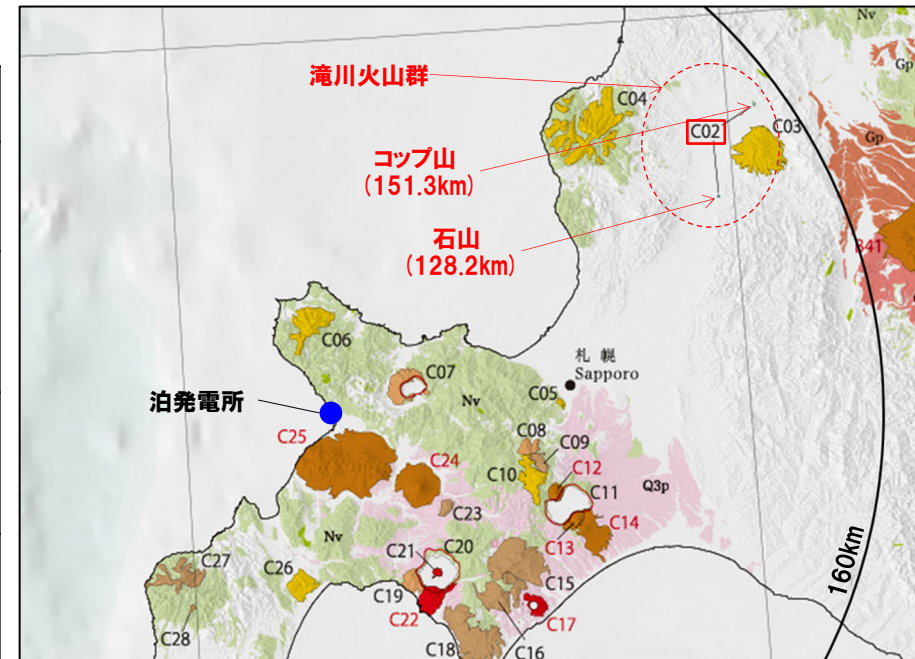 Nv
Gp
滝川火山群
C04
C02
C03
Gp
コップ山
(151.3km)
石山
(128.2km)
B41
C06
札幌
Sapporo
C07
C05
泊発電所
Nv
C25
C08
C09
C24
C10
C12
C11
Q3p
C23
C14
C13
Nv
C21
C20
160km
C27
C26
C15
C19
C22
C17
C28
C18
C16